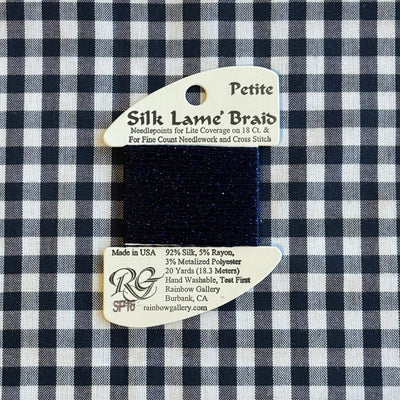 Petite
Silk Lame' Braid
Needlepoints for Lite Coverage on 18 Ct. &
For Fine Count Needlework and Cross Stitch
Made in USA
92% Silk, 5% Rayon,
3% Metalized Polyester
20 Yards (18.3 Meters)
Hand Washable, Test First
Rainbow Gallery
Burbank, CA
rainbowgallery.com
RG